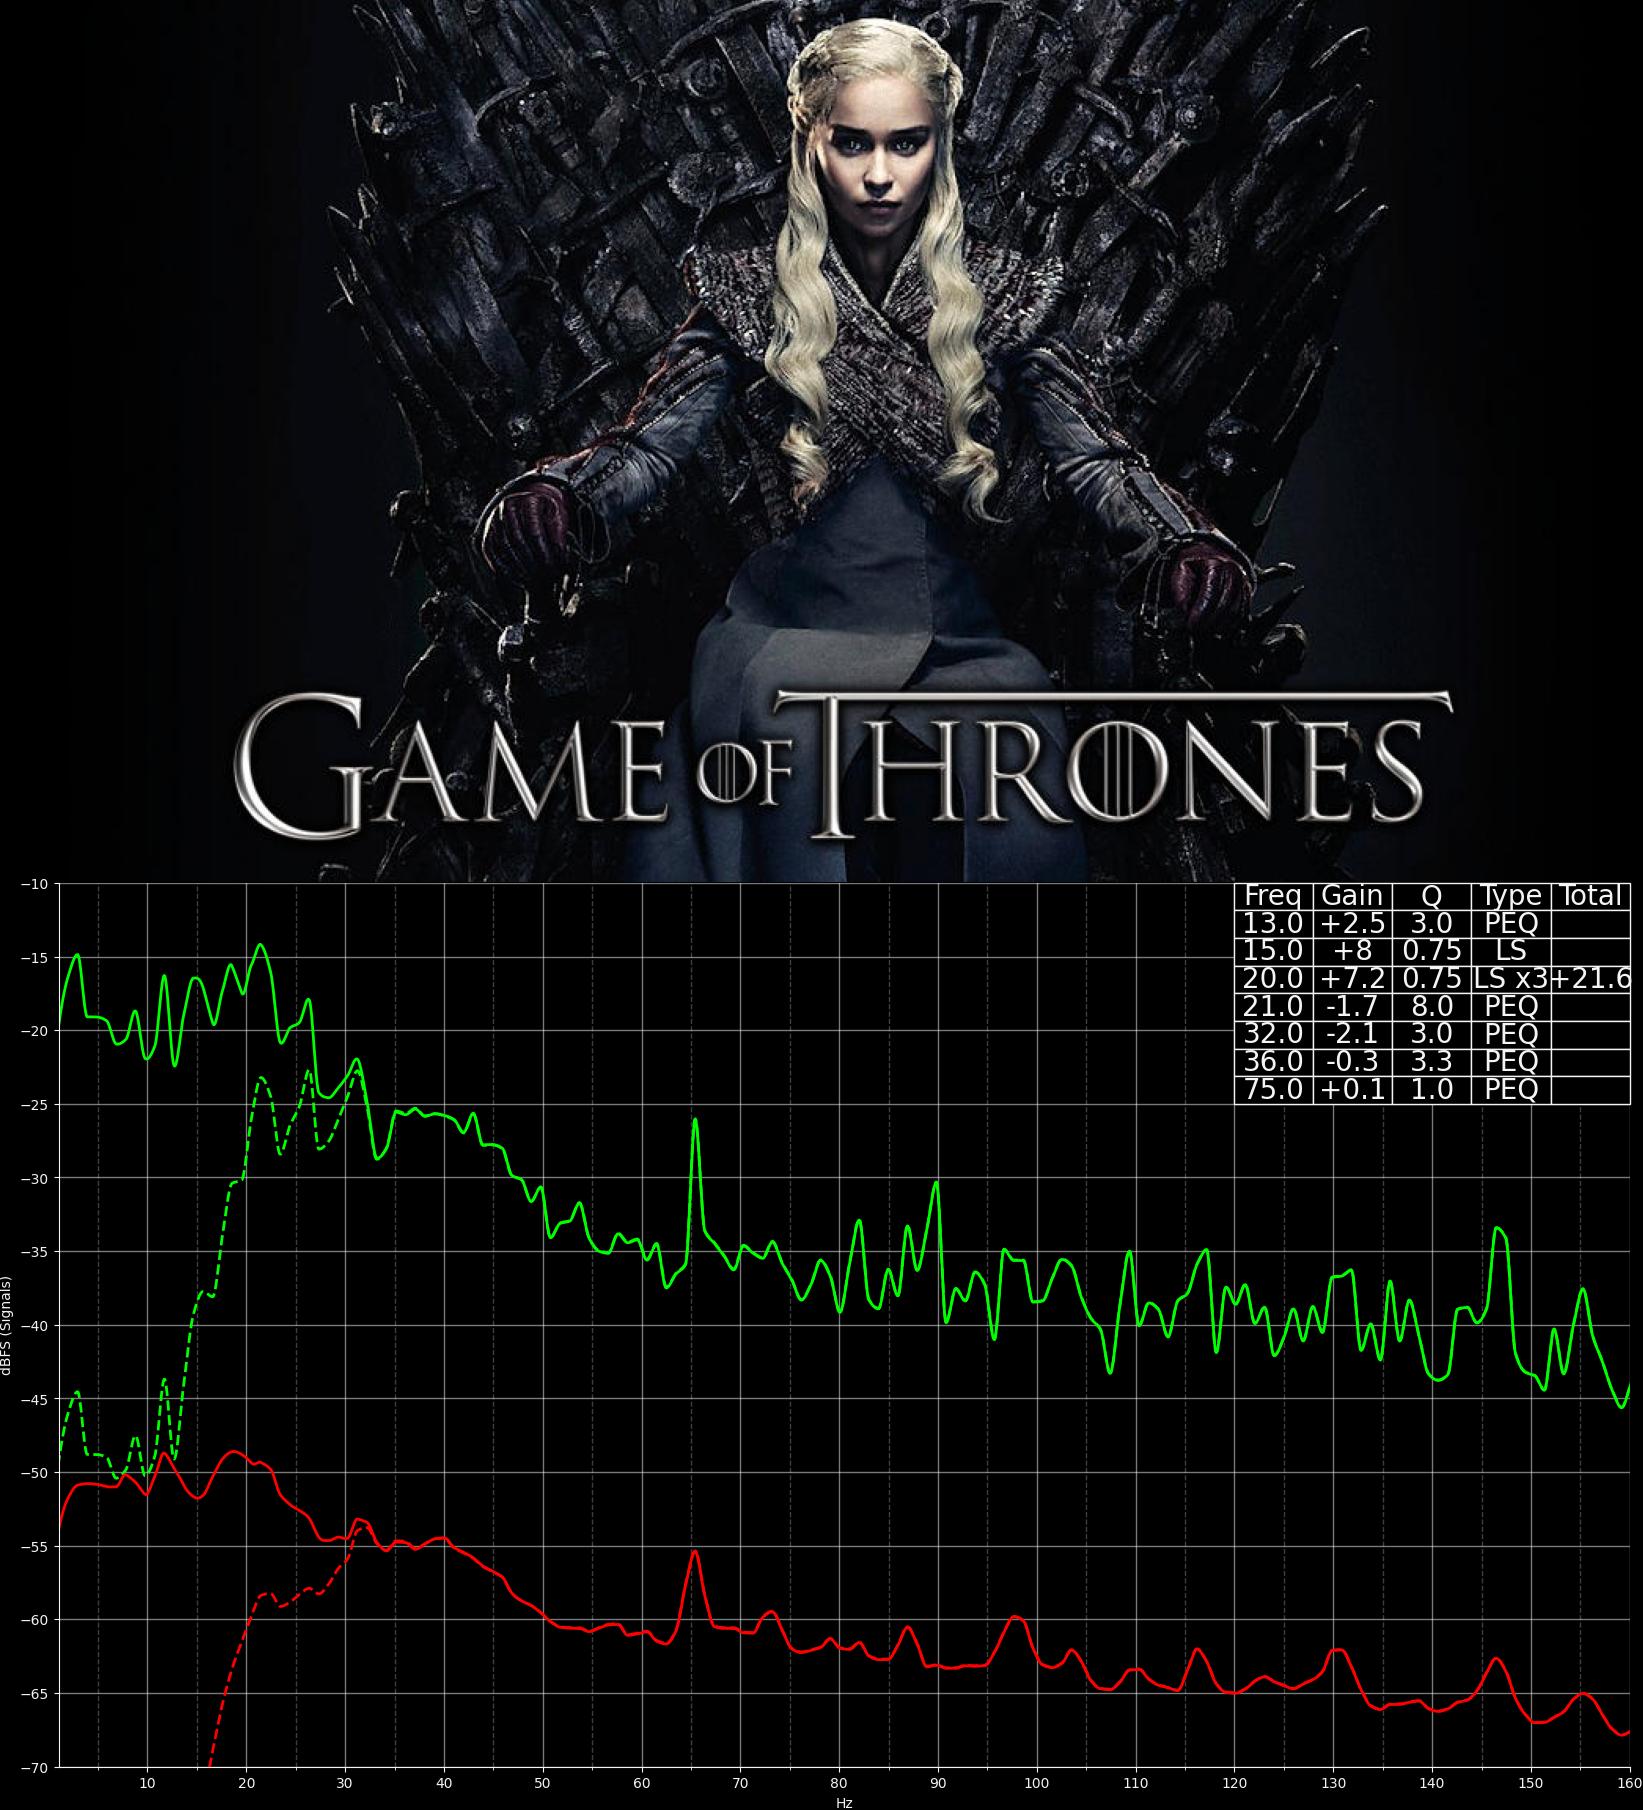 GAME OF THRONES
Freq Gain Q Type Total
13.0 +2.5 3.0 PEQ
15.0 +8 0.75 LS
20.0 +7.2 0.75 LS x3 +21.6
21.0 -1.7 8.0 PEQ
32.0 -2.1 3.0 PEQ
36.0 -0.3 3.3 PEQ
75.0 +0.1 1.0 PEQ
−10
−15
−20
−25
−30
−35
−40
−45
−50
−55
−60
−65
−70
dBFS (Signals)
10 20 30 40 50 60 70 80 90 100 110 120 130 140 150 160
Hz